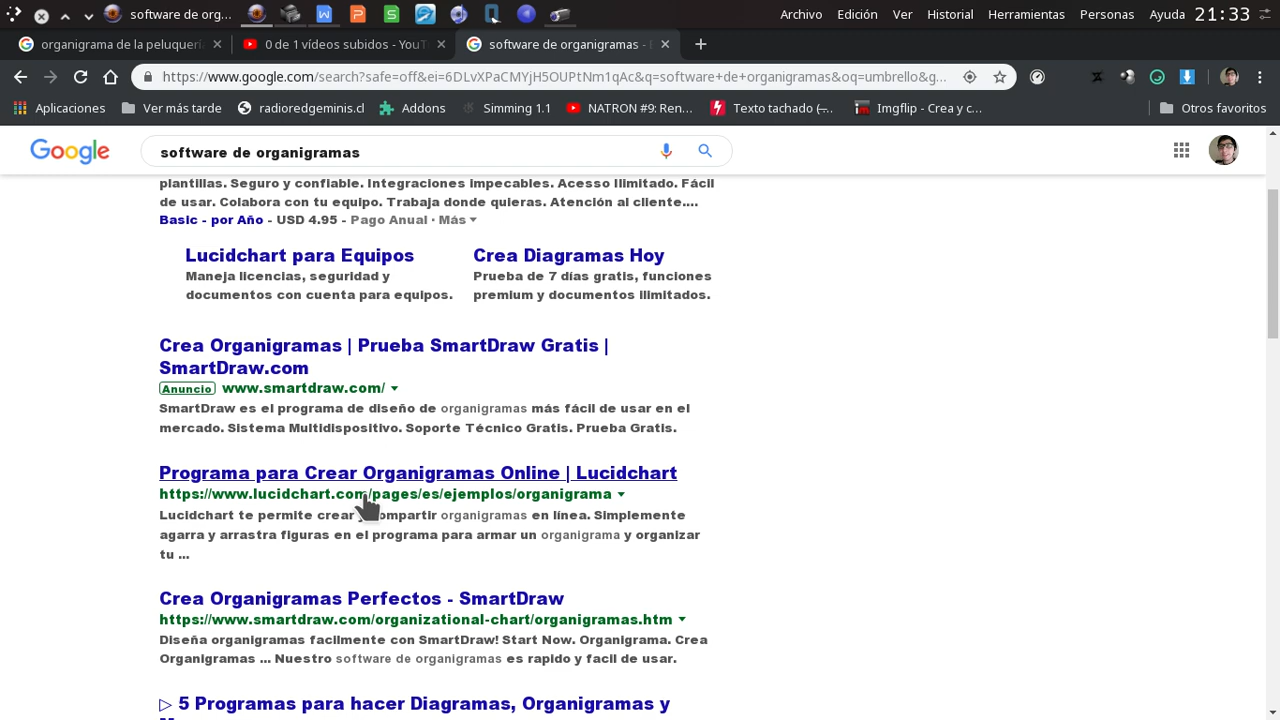 software de org...
Archivo Edición Ver Historial Herramientas Personas Ayuda 21:33
organigrama de la peluquerí
0 de 1 vídeos subidos - YouT
software de organigramas -
https://www.google.com/search?safe=off&ei=6DLvXPaCMYjH5OUPtNm1qAc&q=software+de+organigramas&oq=umbrello&g...
Aplicaciones Ver más tarde radioredgeminis.cl Addons Simming 1.1 NATRON #9: Ren... Texto tachado (—... Imgflip - Crea y c... Otros favoritos
Google
software de organigramas
plantillas. Seguro y confiable. Integraciones impecables. Acesso Ilimitado. Fácil
de usar. Colabora con tu equipo. Trabaja donde quieras. Atención al cliente....
Basic - por Año - USD 4.95 - Pago Anual · Más
Lucidchart para Equipos
Maneja licencias, seguridad y
documentos con cuenta para equipos.
Crea Diagramas Hoy
Prueba de 7 días gratis, funciones
premium y documentos ilimitados.
Crea Organigramas | Prueba SmartDraw Gratis |
SmartDraw.com
Anuncio www.smartdraw.com/
SmartDraw es el programa de diseño de organigramas más fácil de usar en el
mercado. Sistema Multidispositivo. Soporte Técnico Gratis. Prueba Gratis.
Programa para Crear Organigramas Online | Lucidchart
https://www.lucidchart.com/pages/es/ejemplos/organigrama
Lucidchart te permite crear y compartir organigramas en línea. Simplemente
agarra y arrastra figuras en el programa para armar un organigrama y organizar
tu ...
Crea Organigramas Perfectos - SmartDraw
https://www.smartdraw.com/organizational-chart/organigramas.htm
Diseña organigramas facilmente con SmartDraw! Start Now. Organigrama. Crea
Organigramas ... Nuestro software de organigramas es rapido y facil de usar.
▷ 5 Programas para hacer Diagramas, Organigramas y